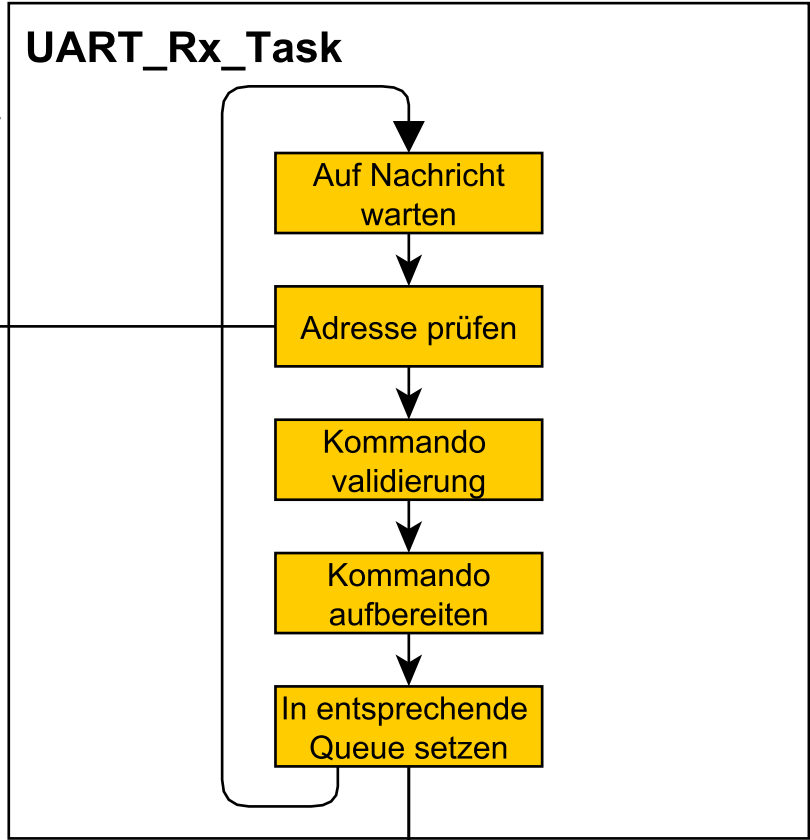 UART_Rx_Task
Auf Nachricht
warten
Adresse prüfen
Kommando
validierung
Kommando
aufbereiten
In entsprechende
Queue setzen